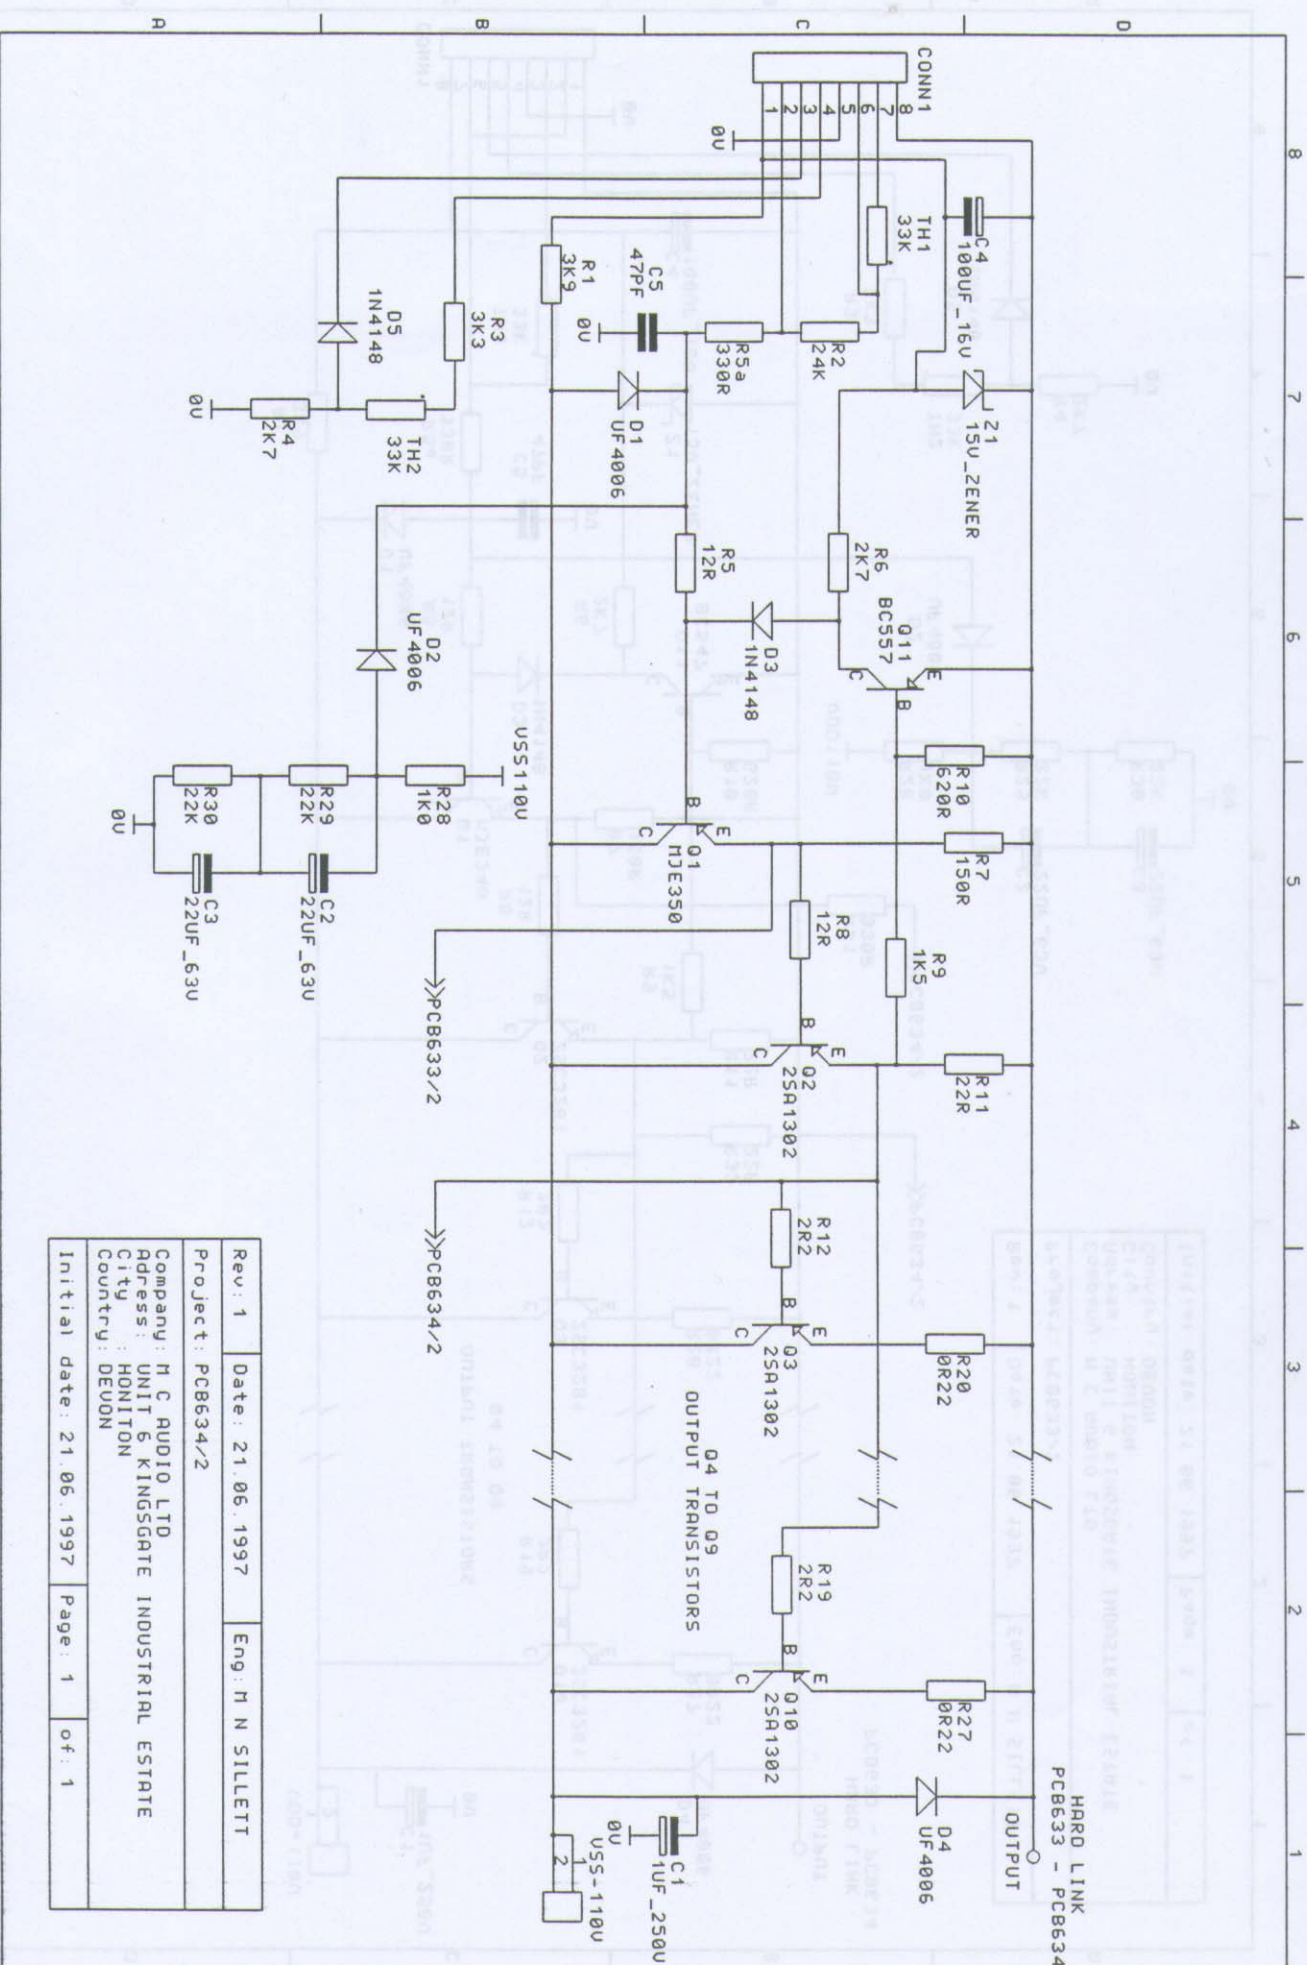 A
B
C
D
8
7
6
5
4
3
2
1
CONN1
1
2
3
4
5
6
7
8
0V
C4
100UF_16V
TH1
33K
Z1
15V_ZENER
R2
24K
R5a
330R
C5
47PF
0V
R1
3K9
R3
3K3
D5
1N4148
D1
UF4006
TH2
33K
R4
2K7
0V
R6
2K7
R5
12R
D3
1N4148
Q11
BC557
C
E
B
D2
UF4006
VSS110V
R28
1K0
R29
22K
R30
22K
0V
C2
22UF_63V
C3
22UF_63V
R10
620R
R7
150R
B
C
E
Q1
MJE350
R8
12R
R9
1K5
R11
22R
B
C
E
Q2
2SA1302
PCB633/2
PCB634/2
R12
2R2
B
C
E
Q3
2SA1302
R20
0R22
Q4 TO Q9
OUTPUT TRANSISTORS
R19
2R2
B
C
E
Q10
2SA1302
R27
0R22
D4
UF4006
HARD LINK
PCB633 - PCB634
OUTPUT
C1
1UF_250V
0V
1
2
VSS-110V
Rev: 1 Date: 21.06.1997 Eng: M N SILLETT
Project: PCB634/2
Company: M C AUDIO LTD
Adress: UNIT 6 KINGSGATE INDUSTRIAL ESTATE
City : HONITON
Country: DEVON
Initial date: 21.06.1997 Page: 1 of: 1